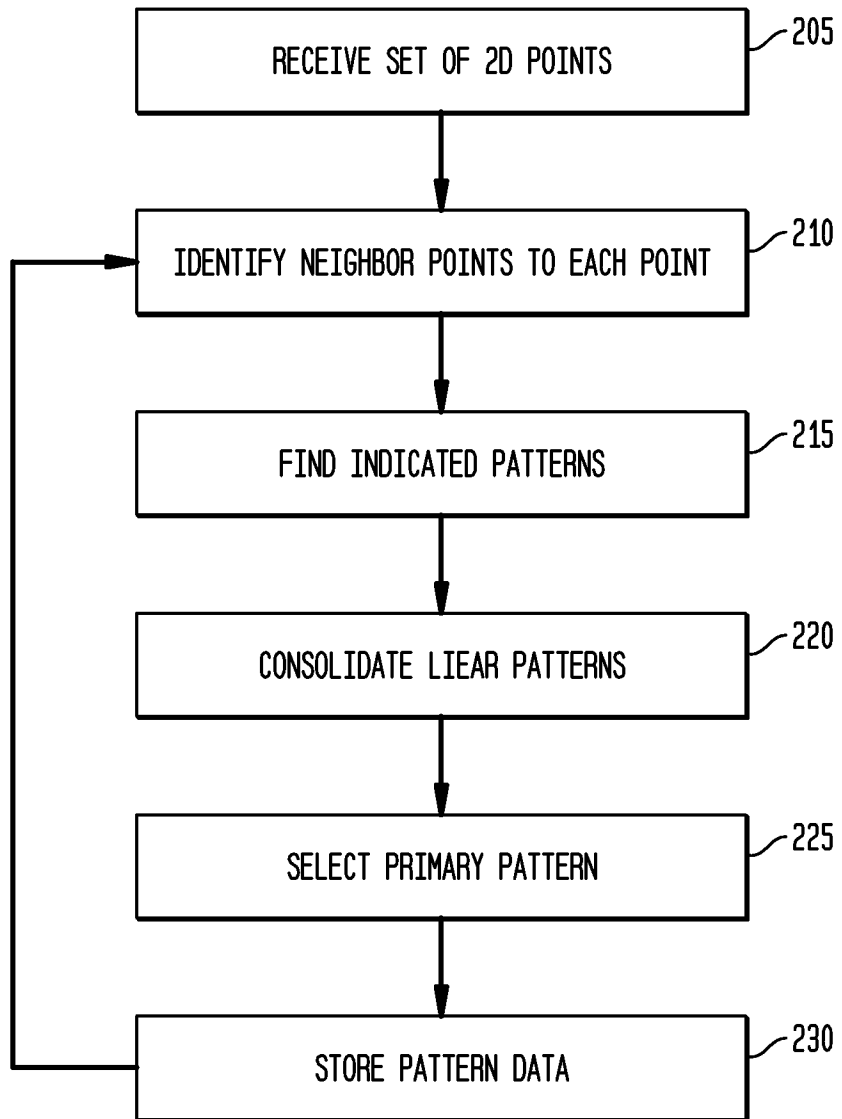 RECEIVE SET OF 2D POINTS
205
IDENTIFY NEIGHBOR POINTS TO EACH POINT
210
FIND INDICATED PATTERNS
215
CONSOLIDATE LIEAR PATTERNS
220
SELECT PRIMARY PATTERN
225
STORE PATTERN DATA
230